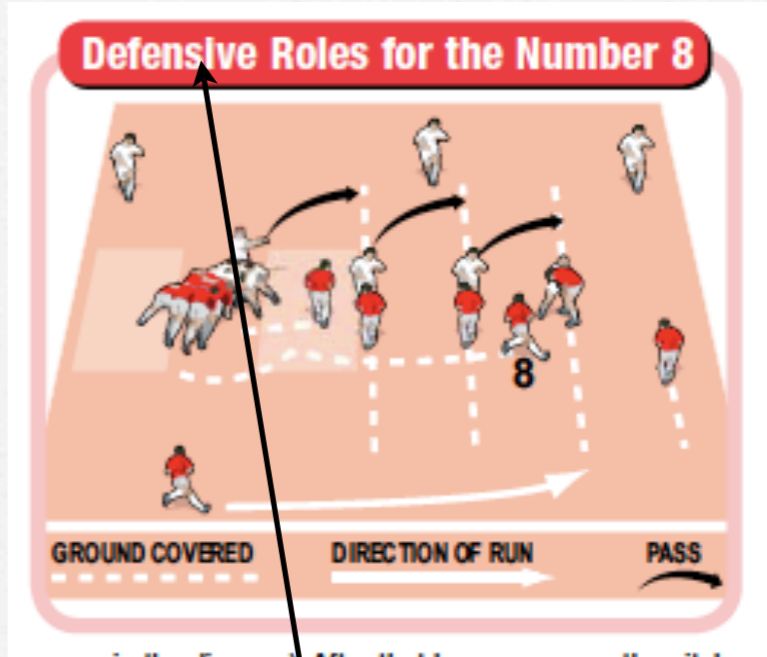 Defensive Roles for the Number 8
8
GROUND COVERED
DIRECTION OF RUN
PASS